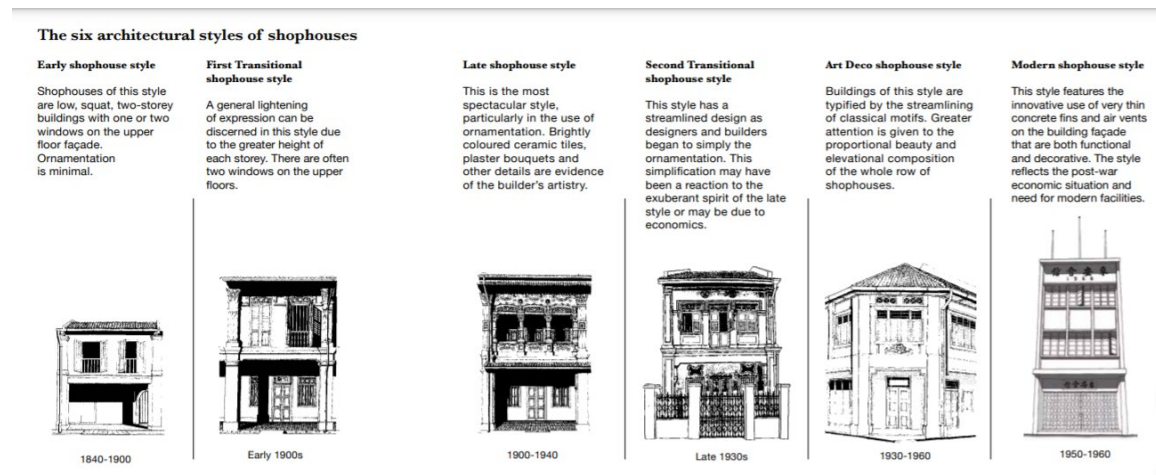 The six architectural styles of shophouses
Early shophouse style
Shophouses of this style
are low, squat, two-storey
buildings with one or two
windows on the upper
floor façade.
Ornamentation
is minimal.
1840-1900
First Transitional
shophouse style
A general lightening
of expression can be
discerned in this style due
to the greater height of
each storey. There are often
two windows on the upper
floors.
Early 1900s
Late shophouse style
This is the most
spectacular style,
particularly in the use of
ornamentation. Brightly
coloured ceramic tiles,
plaster bouquets and
other details are evidence
of the builder's artistry.
1900-1940
Second Transitional
shophouse style
This style has a
streamlined design as
designers and builders
began to simply the
ornamentation. This
simplification may have
been a reaction to the
exuberant spirit of the late
style or may be due to
economics.
Late 1930s
Art Deco shophouse style
Buildings of this style are
typified by the streamlining
of classical motifs. Greater
attention is given to the
proportional beauty and
elevational composition
of the whole row of
shophouses.
1930-1960
Modern shophouse style
This style features the
innovative use of very thin
concrete fins and air vents
on the building façade
that are both functional
and decorative. The style
reflects the post-war
economic situation and
need for modern facilities.
1950-1960